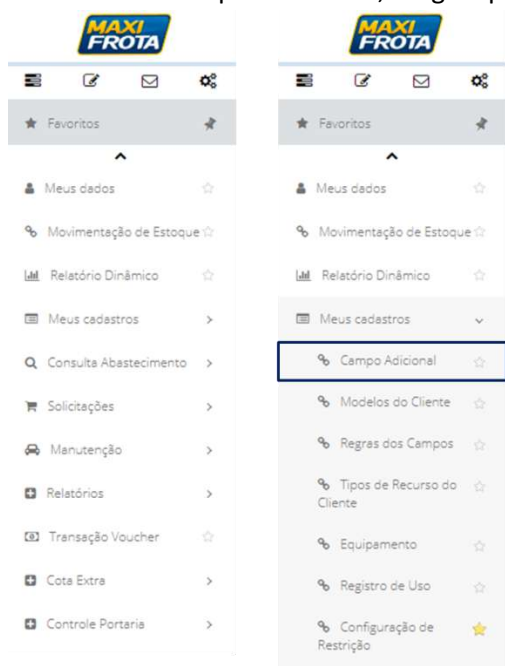 MAXI
FROTA
Favoritos
Meus dados
Movimentação de Estoque
Relatório Dinâmico
Meus cadastros
Consulta Abastecimento
Solicitações
Manutenção
Relatórios
Transação Voucher
Cota Extra
Controle Portaria
MAXI
FROTA
Favoritos
Meus dados
Movimentação de Estoque
Relatório Dinâmico
Meus cadastros
Campo Adicional
Modelos do Cliente
Regras dos Campos
Tipos de Recurso do
Cliente
Equipamento
Registro de Uso
Configuração de
Restrição